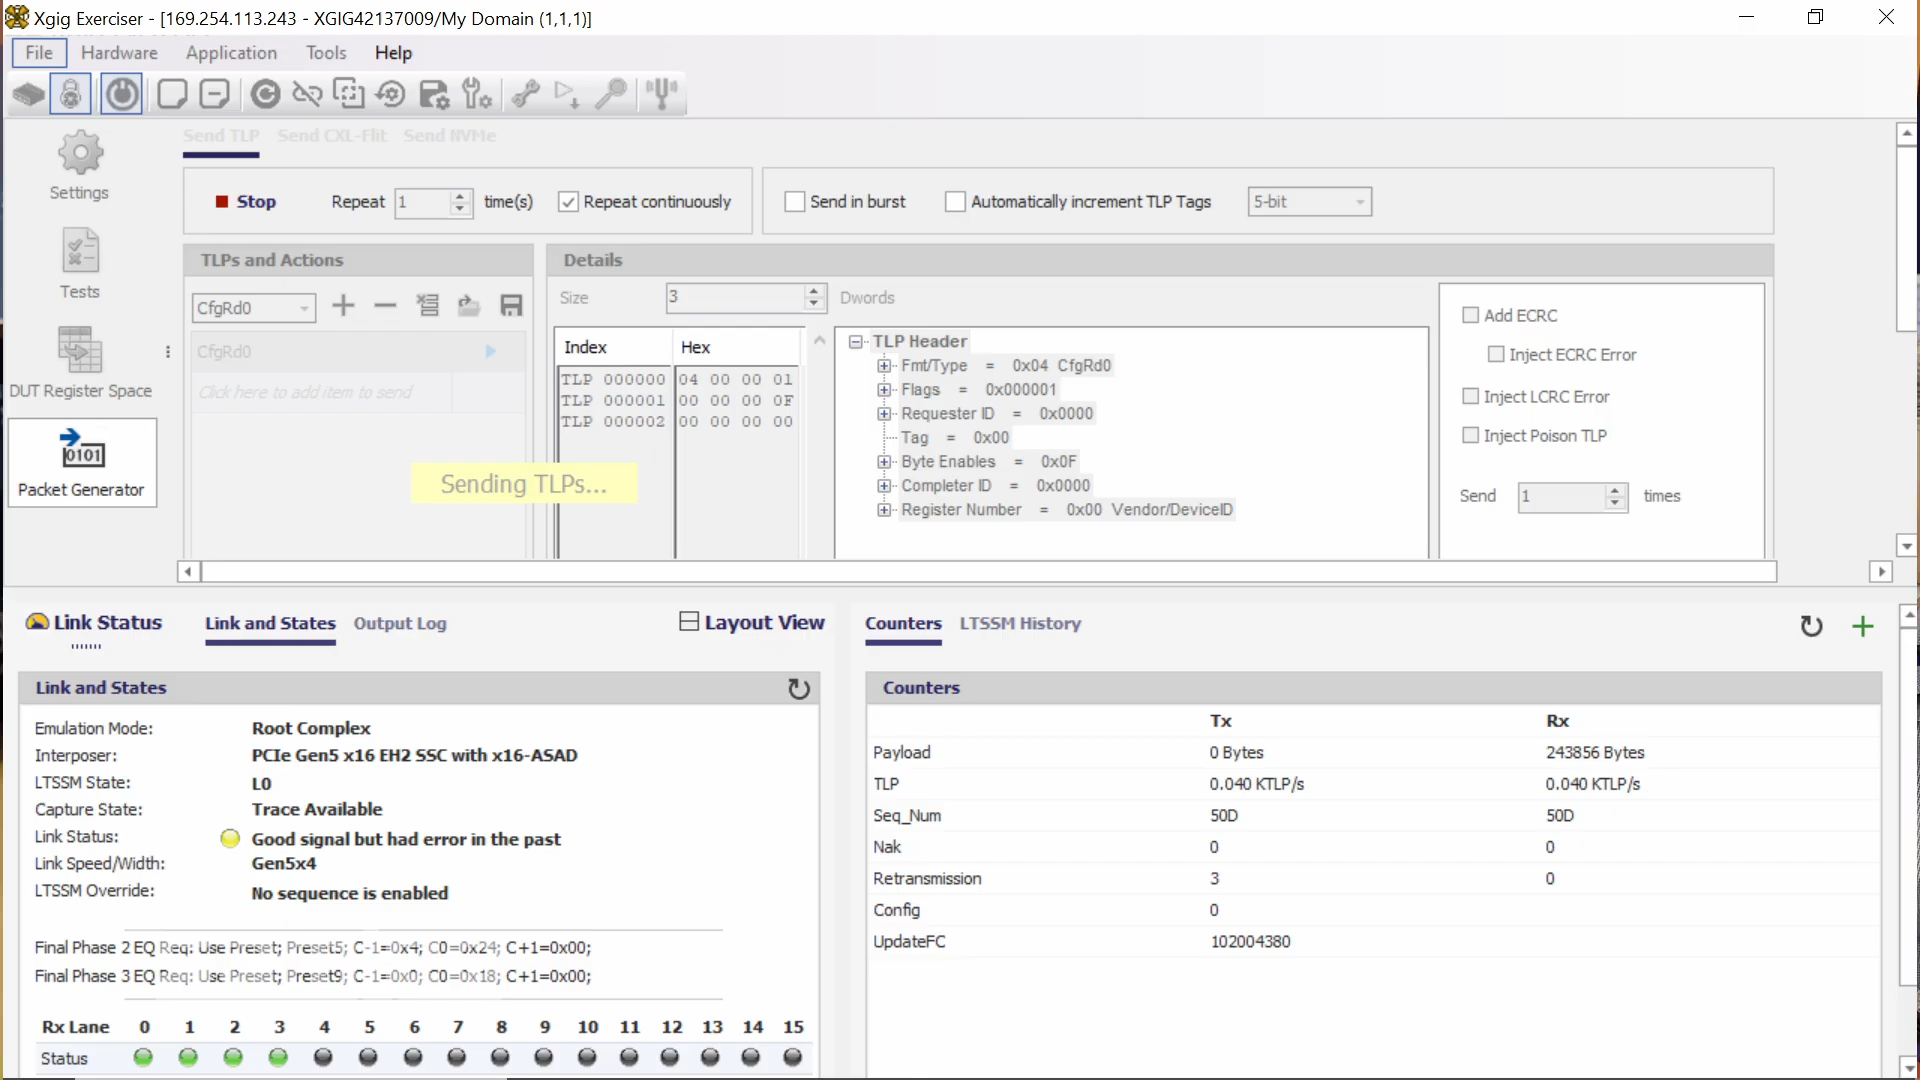 Xgig Exerciser - [169.254.113.243 - XGIG42137009/My Domain (1,1,1)]
File Hardware Application Tools Help
Settings
Tests
DUT Register Space
0101
Packet Generator
Send TLP Send CXL-Flit Send NVMe
Stop Repeat 1 time(s) Repeat continuously Send in burst Automatically increment TLP Tags 5-bit
TLPs and Actions
CfgRd0
CfgRd0
Click here to add item to send
Sending TLPs...
Details
Size 3 Dwords
Index Hex
TLP 000000 04 00 00 01
TLP 000001 00 00 00 0F
TLP 000002 00 00 00 00
TLP Header
Fmt/Type = 0x04 CfgRd0
Flags = 0x000001
Requester ID = 0x0000
Tag = 0x00
Byte Enables = 0x0F
Completer ID = 0x0000
Register Number = 0x00 Vendor/DeviceID
Add ECRC
Inject ECRC Error
Inject LCRC Error
Inject Poison TLP
Send 1 times
Link Status Link and States Output Log Layout View
Link and States
Emulation Mode: Root Complex
Interposer: PCIe Gen5 x16 EH2 SSC with x16-ASAD
LTSSM State: L0
Capture State: Trace Available
Link Status: Good signal but had error in the past
Link Speed/Width: Gen5x4
LTSSM Override: No sequence is enabled
Final Phase 2 EQ Req: Use Preset; Preset5; C-1=0x4; C0=0x24; C+1=0x00;
Final Phase 3 EQ Req: Use Preset; Preset9; C-1=0x0; C0=0x18; C+1=0x00;
Rx Lane 0 1 2 3 4 5 6 7 8 9 10 11 12 13 14 15
Status
Counters LTSSM History
Counters
Tx Rx
Payload 0 Bytes 243856 Bytes
TLP 0.040 KTLP/s 0.040 KTLP/s
Seq_Num 50D 50D
Nak 0 0
Retransmission 3 0
Config 0
UpdateFC 102004380